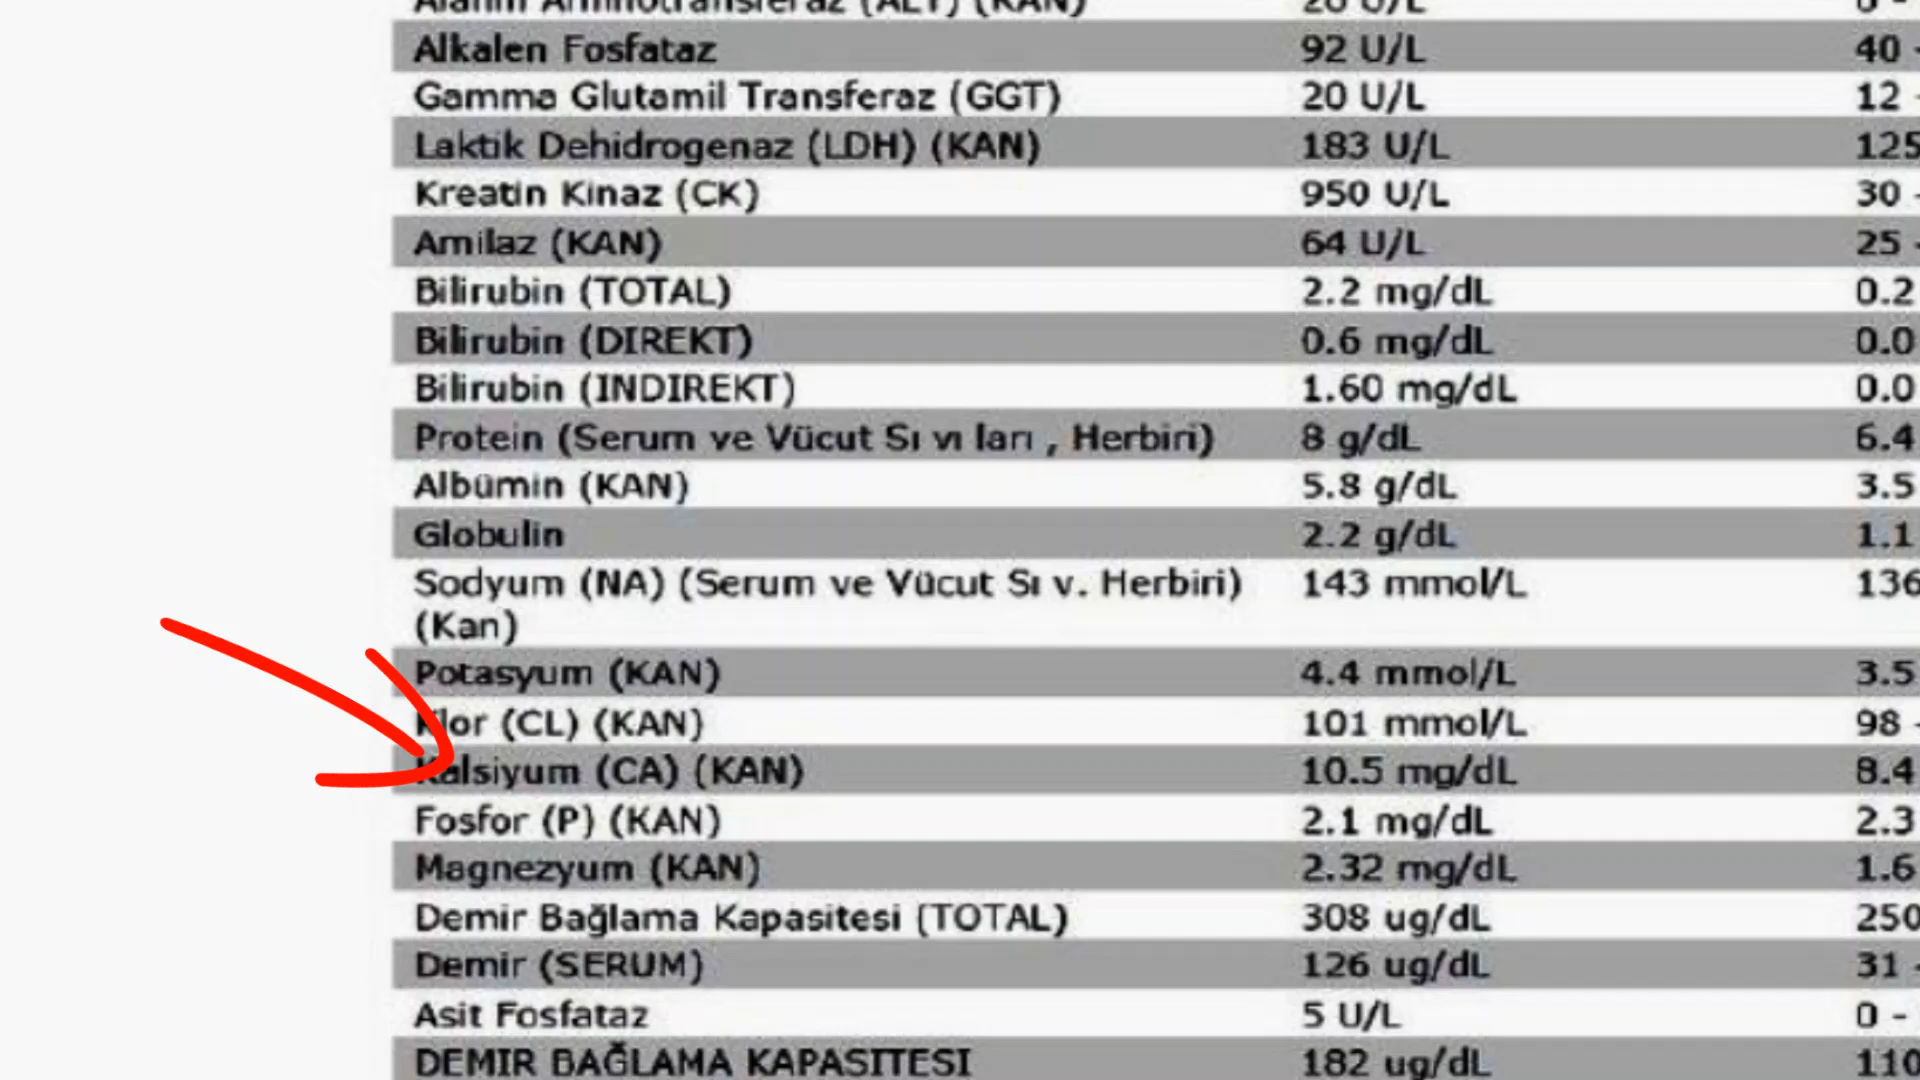 Alkalen Fosfataz 92 U/L 40 -
Gamma Glutamil Transferaz (GGT) 20 U/L 12 -
Laktik Dehidrogenaz (LDH) (KAN) 183 U/L 125
Kreatin Kinaz (CK) 950 U/L 30 -
Amilaz (KAN) 64 U/L 25 -
Bilirubin (TOTAL) 2.2 mg/dL 0.2
Bilirubin (DIREKT) 0.6 mg/dL 0.0
Bilirubin (INDIREKT) 1.60 mg/dL 0.0
Protein (Serum ve Vücut Sı vı ları , Herbiri) 8 g/dL 6.4
Albümin (KAN) 5.8 g/dL 3.5
Globulin 2.2 g/dL 1.1
Sodyum (NA) (Serum ve Vücut Sı v. Herbiri) 143 mmol/L 136
(Kan)
Potasyum (KAN) 4.4 mmol/L 3.5
Klor (CL) (KAN) 101 mmol/L 98 -
Kalsiyum (CA) (KAN) 10.5 mg/dL 8.4
Fosfor (P) (KAN) 2.1 mg/dL 2.3
Magnezyum (KAN) 2.32 mg/dL 1.6
Demir Bağlama Kapasitesi (TOTAL) 308 ug/dL 250
Demir (SERUM) 126 ug/dL 31 -
Asit Fosfataz 5 U/L 0 -
DEMIR BAĞLAMA KAPASITESI 182 ug/dL 110